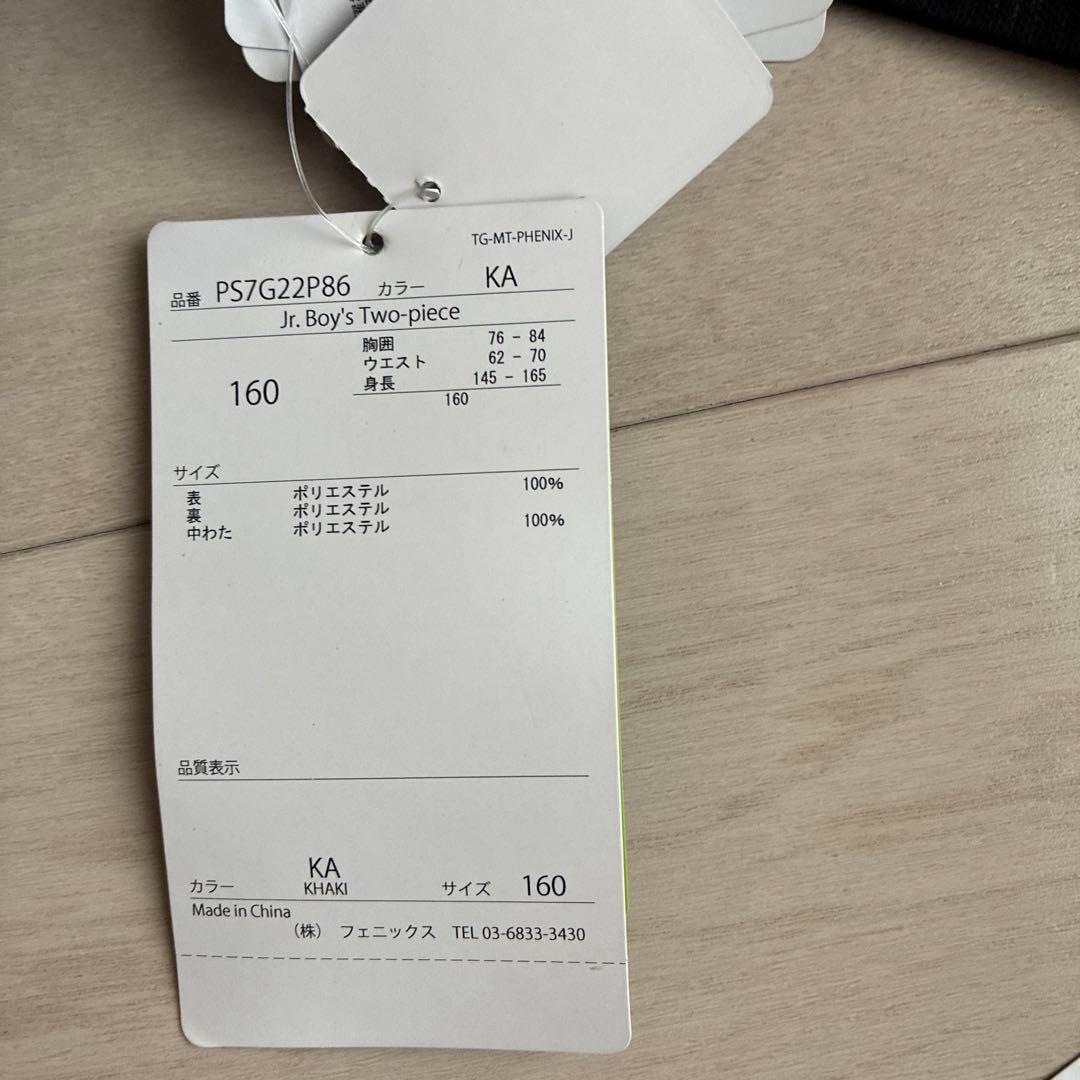 TG-MT-PHENIX-J
品番 PS7G22P86 カラー KA
Jr. Boy's Two-piece
胸囲 76 - 84
ウエスト 62 - 70
身長 145 - 165
160
160
サイズ
表 ポリエステル 100%
裏 ポリエステル
中わた ポリエステル 100%
品質表示
カラー KA KHAKI サイズ 160
Made in China
(株) フェニックス TEL 03-6833-3430